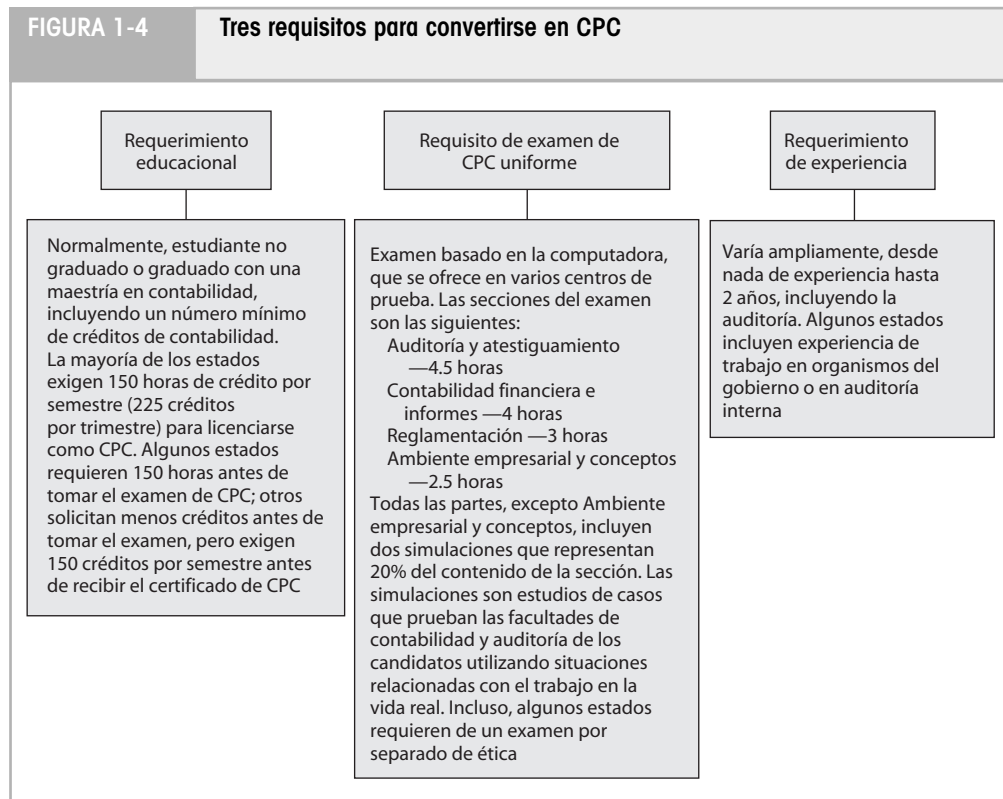 FIGURA 1-4
Tres requisitos para convertirse en CPC
Requerimiento
educacional
Normalmente, estudiante no
graduado o graduado con una
maestría en contabilidad,
incluyendo un número mínimo
de créditos de contabilidad.
La mayoría de los estados
exigen 150 horas de crédito por
semestre (225 créditos
por trimestre) para licenciarse
como CPC. Algunos estados
requieren 150 horas antes de
tomar el examen de CPC; otros
solicitan menos créditos antes de
tomar el examen, pero exigen
150 créditos por semestre antes
de recibir el certificado de CPC
Requisito de examen de
CPC uniforme
Examen basado en la computadora,
que se ofrece en varios centros de
prueba. Las secciones del examen
son las siguientes:
Auditoría y atestiguamiento
—4.5 horas
Contabilidad financiera e
informes —4 horas
Reglamentación —3 horas
Ambiente empresarial y conceptos
—2.5 horas
Todas las partes, excepto Ambiente
empresarial y conceptos, incluyen
dos simulaciones que representan
20% del contenido de la sección. Las
simulaciones son estudios de casos
que prueban las facultades de
contabilidad y auditoría de los
candidatos utilizando situaciones
relacionadas con el trabajo en la
vida real. Incluso, algunos estados
requieren de un examen por
separado de ética
Requerimiento
de experiencia
Varía ampliamente, desde
nada de experiencia hasta
2 años, incluyendo la
auditoría. Algunos estados
incluyen experiencia de
trabajo en organismos del
gobierno o en auditoría
interna